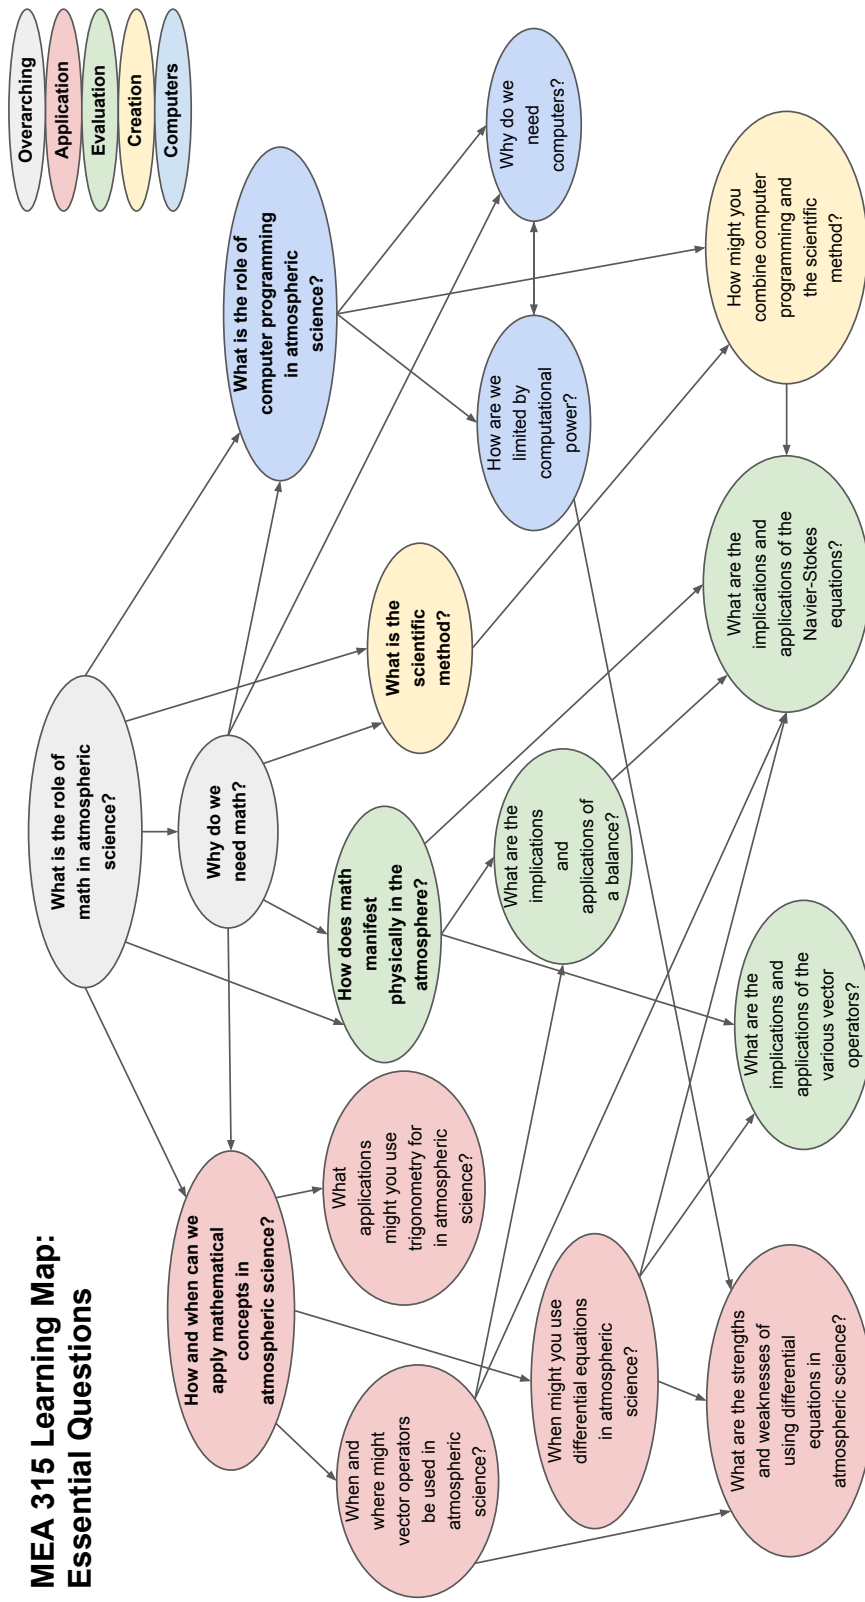 MEA 315 Learning Map:
Essential Questions
Overarching
Application
Evaluation
Creation
Computers
What is the role of
math in atmospheric
science?
Why do we
need math?
What is the role of
computer programming
in atmospheric
science?
How and when can we
apply mathematical
concepts in
atmospheric science?
How does math
manifest
physically in the
atmosphere?
What is the
scientific
method?
What
applications
might you use
trigonometry for
in atmospheric
science?
When and
where might
vector operators
be used in
atmospheric
science?
What are the
implications
and
applications of
a balance?
How are we
limited by
computational
power?
Why do we
need
computers?
When might you use
differential equations
in atmospheric
science?
What are the strengths
and weaknesses of
using differential
equations in
atmospheric science?
What are the
implications and
applications of the
various vector
operators?
What are the
implications and
applications of the
Navier-Stokes
equations?
How might you
combine computer
programming and
the scientific
method?